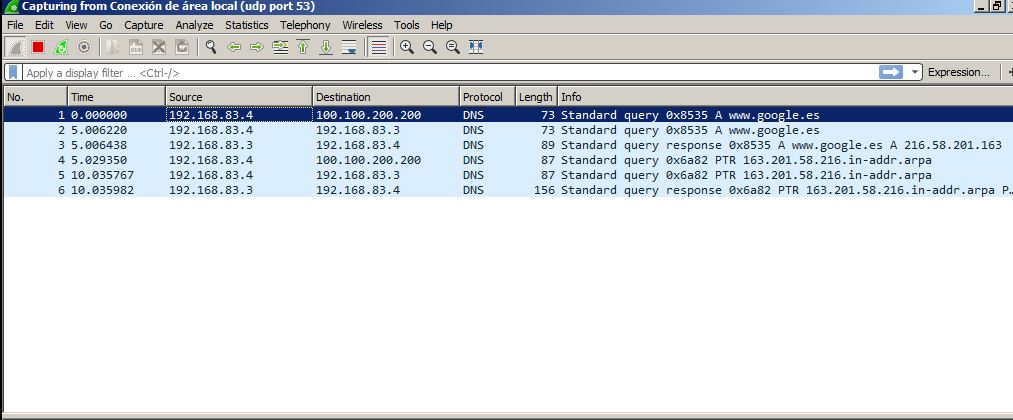 Capturing from Conexión de área local (udp port 53)
File Edit View Go Capture Analyze Statistics Telephony Wireless Tools Help
Apply a display filter ... <Ctrl-/> Expression... +
No. Time Source Destination Protocol Length Info
1 0.000000 192.168.83.4 100.100.200.200 DNS 73 Standard query 0x8535 A www.google.es
2 5.006220 192.168.83.4 192.168.83.3 DNS 73 Standard query 0x8535 A www.google.es
3 5.006438 192.168.83.3 192.168.83.4 DNS 89 Standard query response 0x8535 A www.google.es A 216.58.201.163
4 5.029350 192.168.83.4 100.100.200.200 DNS 87 Standard query 0x6a82 PTR 163.201.58.216.in-addr.arpa
5 10.035767 192.168.83.4 192.168.83.3 DNS 87 Standard query 0x6a82 PTR 163.201.58.216.in-addr.arpa
6 10.035982 192.168.83.3 192.168.83.4 DNS 156 Standard query response 0x6a82 PTR 163.201.58.216.in-addr.arpa P…